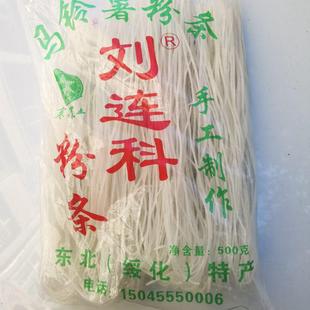 马铃薯粉条
刘连科®
粉条
手工制作
净含量：500克
东北（绥化）特产
电话：15045550006